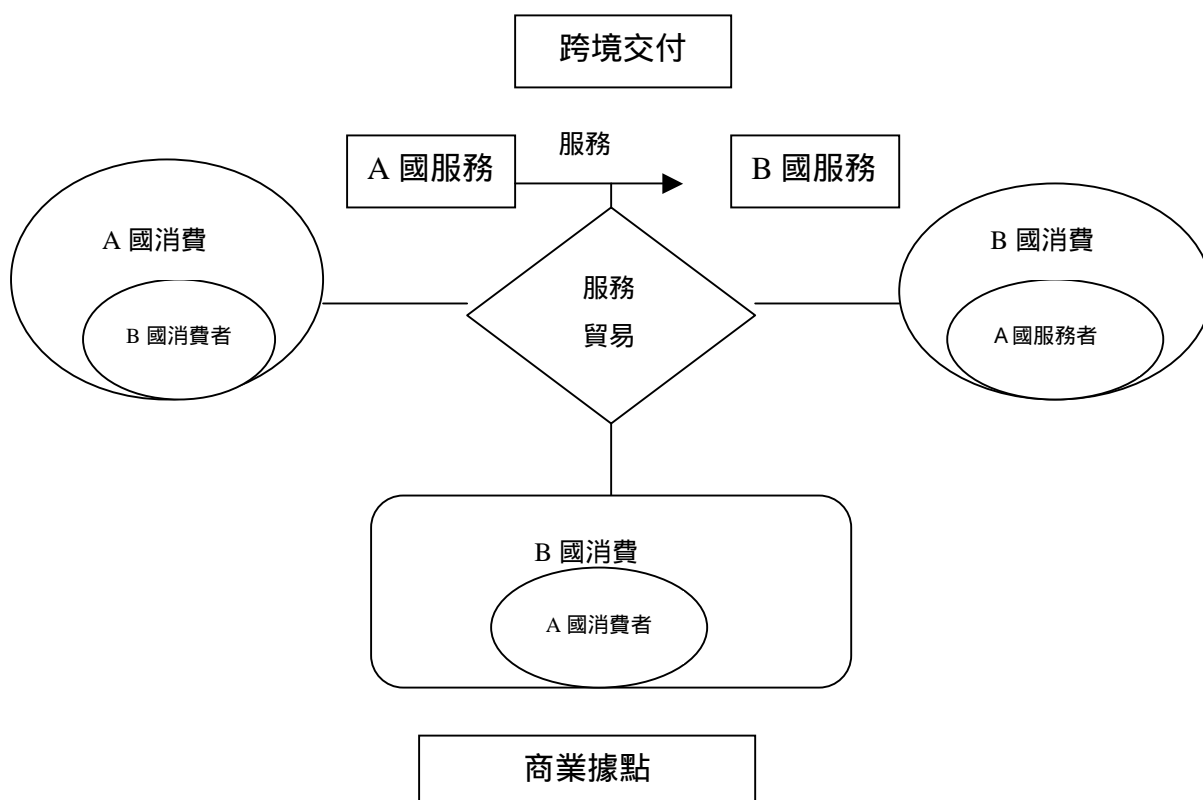 跨境交付
服務
A 國服務
B 國服務
A 國消費
B 國消費者
服務
貿易
B 國消費
A 國服務者
B 國消費
A 國消費者
商業據點